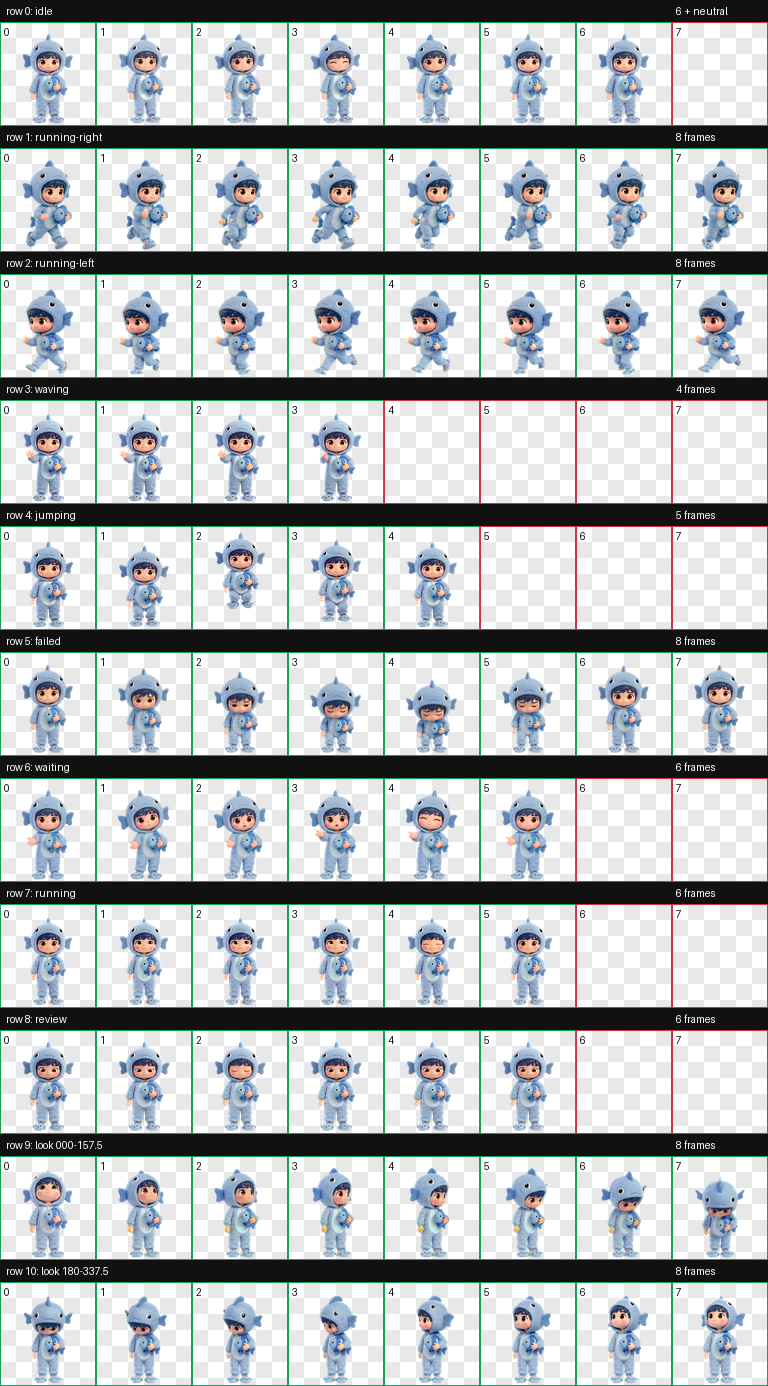 row 0: idle 6 + neutral
0 1 2 3 4 5 6 7
row 1: running-right 8 frames
0 1 2 3 4 5 6 7
row 2: running-left 8 frames
0 1 2 3 4 5 6 7
row 3: waving 4 frames
0 1 2 3 4 5 6 7
row 4: jumping 5 frames
0 1 2 3 4 5 6 7
row 5: failed 8 frames
0 1 2 3 4 5 6 7
row 6: waiting 6 frames
0 1 2 3 4 5 6 7
row 7: running 6 frames
0 1 2 3 4 5 6 7
row 8: review 6 frames
0 1 2 3 4 5 6 7
row 9: look 000-157.5 8 frames
0 1 2 3 4 5 6 7
row 10: look 180-337.5 8 frames
0 1 2 3 4 5 6 7